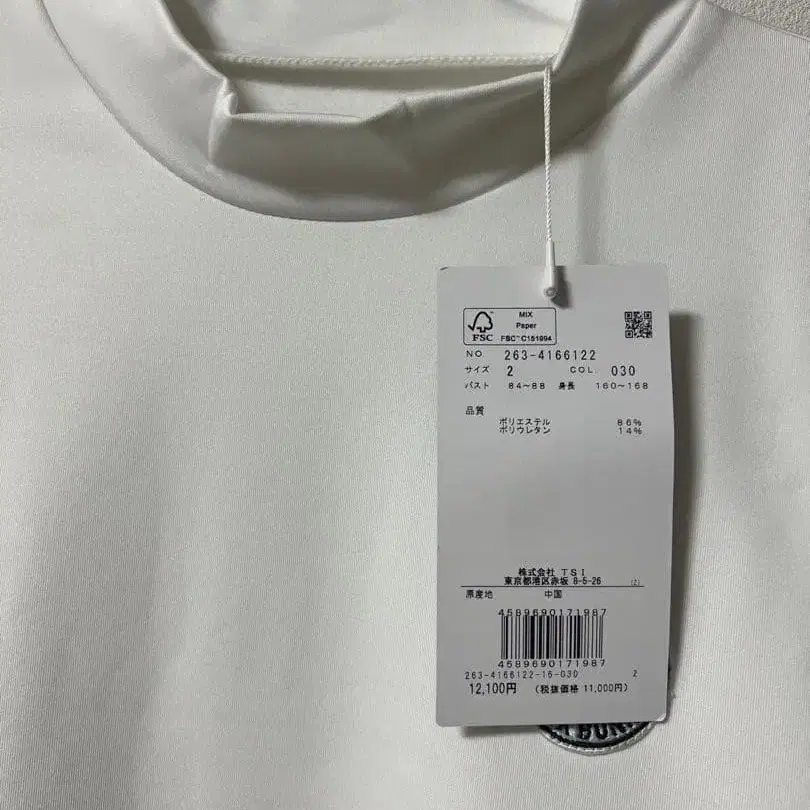 FSC
MIX
Paper
FSC™ C151994
NO 263-4166122
サイズ 2 COL. 030
バスト 84～88 身長 160～168
品質
ポリエステル 86%
ポリウレタン 14%
株式会社 TSI
東京都港区赤坂 8-5-26 (Z)
原産地 中国
4589690171987
4589690171987
263-4166122-16-030 2
12,100円 (税抜価格 11,000円)